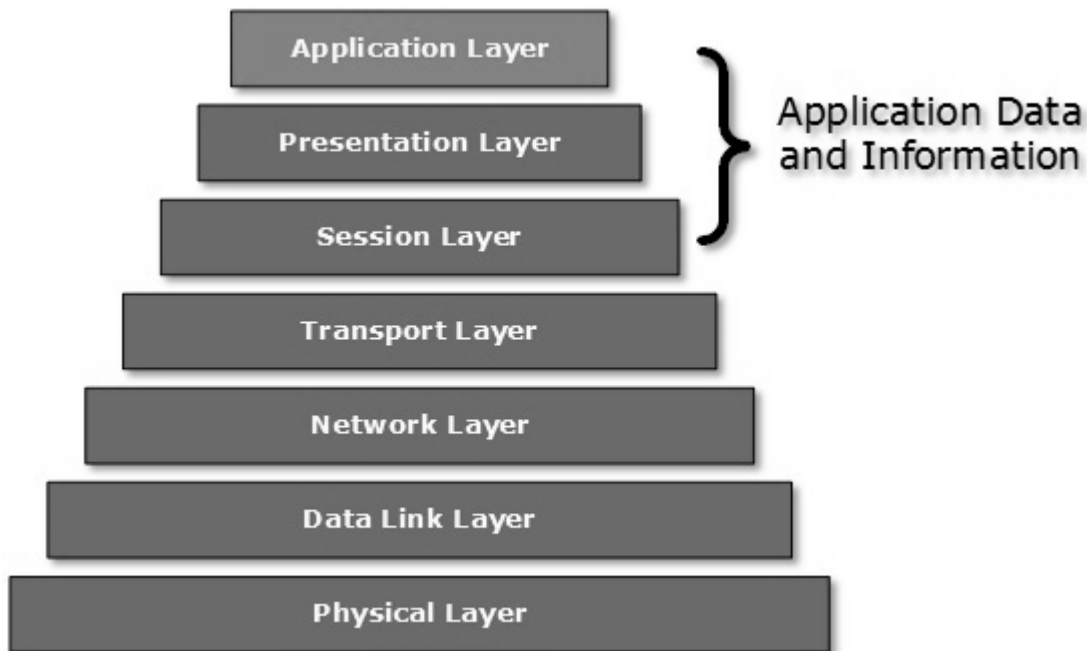 Application Layer
Presentation Layer
Session Layer
Transport Layer
Network Layer
Data Link Layer
Physical Layer
Application Data
and Information